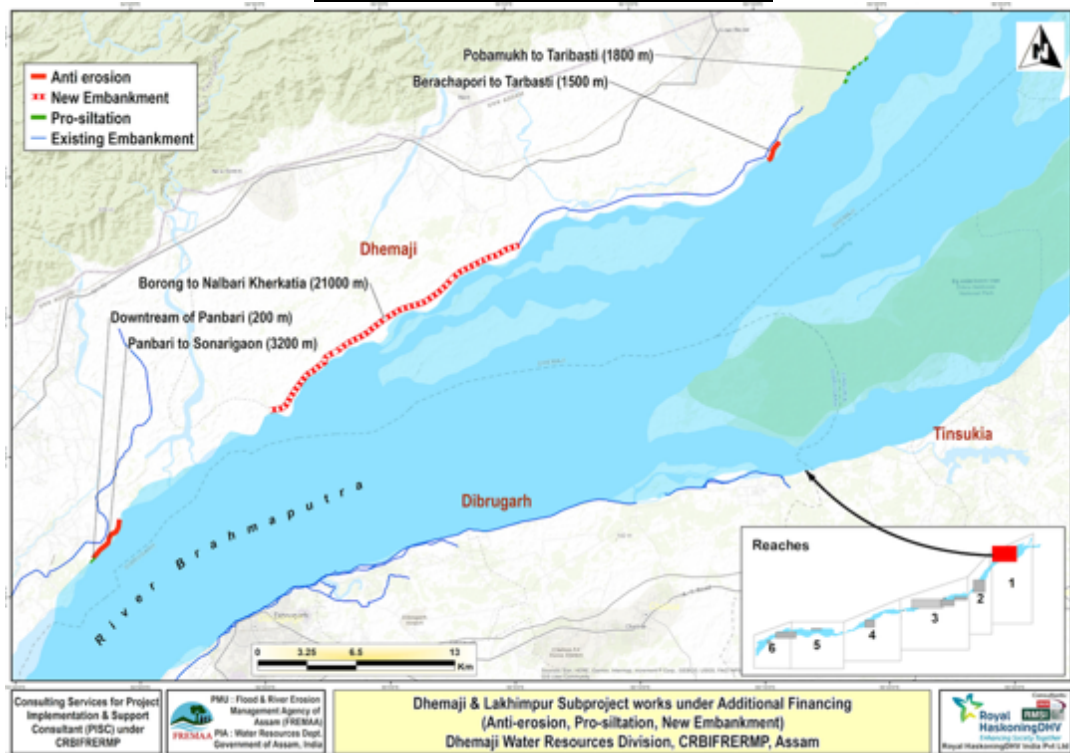 Pobamukh to Taribasti (1800 m)
Berachapori to Tarbasti (1500 m)
Anti erosion
New Embankment
Pro-siltation
Existing Embankment
N
Dhemaji
Borong to Nalbari Kherkatia (21000 m)
Downtream of Panbari (200 m)
Panbari to Sonarigaon (3200 m)
Tinsukia
Dibrugarh
River Brahmaputra
Reaches
1
2
3
4
5
6
0 3.25 6.5 13
Km
Consulting Services for Project
Implementation & Support
Consultant (PISC) under
CRBIFRERMP
FREMAA
PMU : Flood & River Erosion
Management Agency of
Assam (FREMAA)
PIA : Water Resources Dept.
Government of Assam, India
Dhemaji & Lakhimpur Subproject works under Additional Financing
(Anti-erosion, Pro-siltation, New Embankment)
Dhemaji Water Resources Division, CRBIFRERMP, Assam
Consultants:
Royal
HaskoningDHV
Enhancing Society Together
RMSI
Royal HaskoningDHV India Pvt Ltd